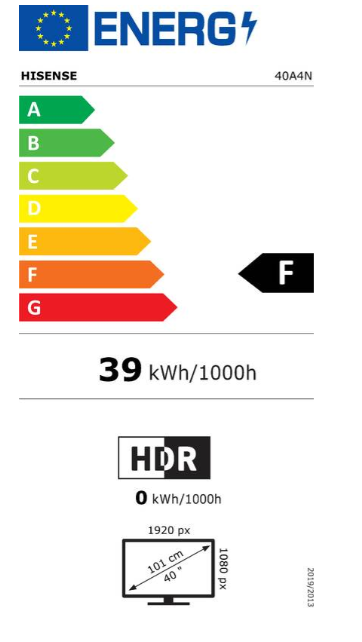 ENERG
HISENSE 40A4N
A
B
C
D
E
F F
G
39 kWh/1000h
HDR
0 kWh/1000h
1920 px
101 cm
40 "
1080 px
2019/2013